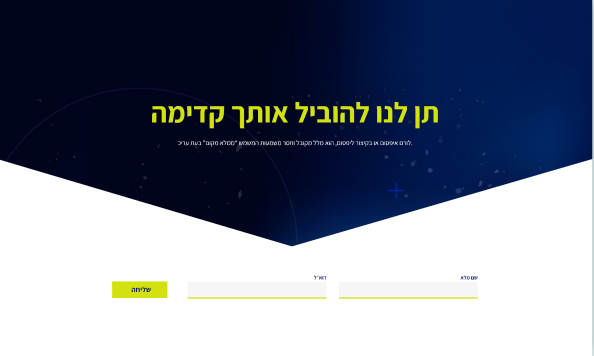 תן לנו להוביל אותך קדימה
לורם איפסום או בקיצור ליפסום, הוא מלל מקובל וחסר משמעות המשמש "ממלא מקום" בעת עריכ.
שם מלא
דוא״ל
שליחה